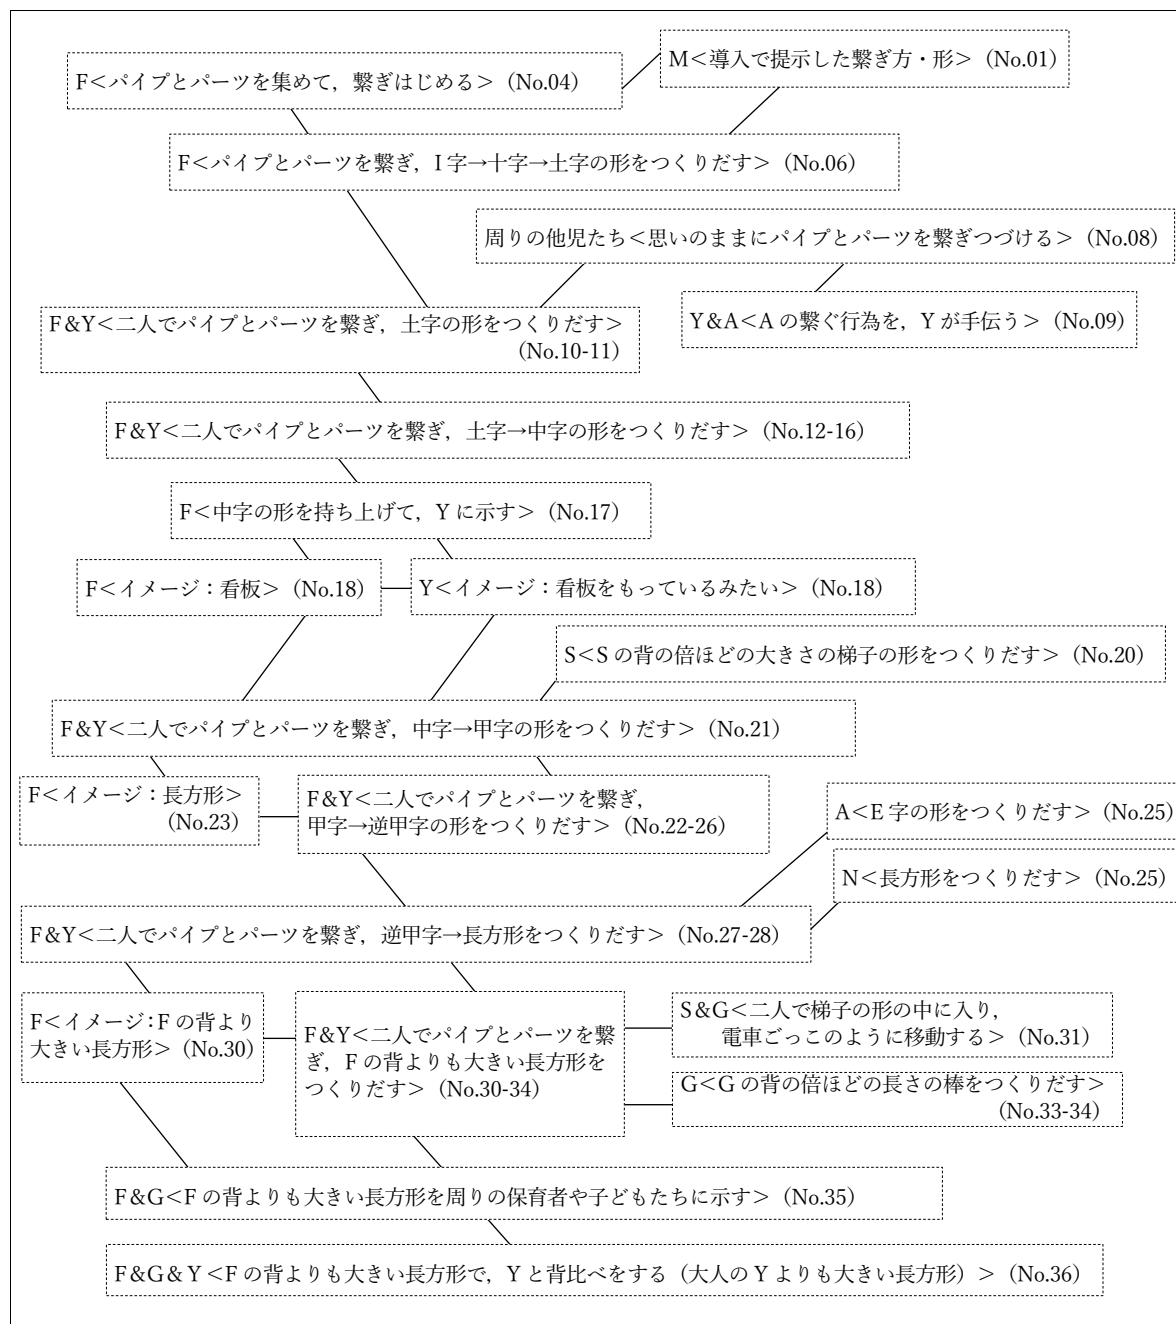 M＜導入で提示した繋ぎ方・形＞（No.01）
F＜パイプとパーツを集めて，繋ぎはじめる＞（No.04）
F＜パイプとパーツを繋ぎ，I字→十字→土字の形をつくりだす＞（No.06）
周りの他児たち＜思いのままにパイプとパーツを繋ぎつづける＞（No.08）
F&Y＜二人でパイプとパーツを繋ぎ，土字の形をつくりだす＞
（No.10-11）
Y&A＜Aの繋ぐ行為を，Yが手伝う＞（No.09）
F&Y＜二人でパイプとパーツを繋ぎ，土字→中字の形をつくりだす＞（No.12-16）
F＜中字の形を持ち上げて，Yに示す＞（No.17）
F＜イメージ：看板＞（No.18）
Y＜イメージ：看板をもっているみたい＞（No.18）
S＜Sの背の倍ほどの大きさの梯子の形をつくりだす＞（No.20）
F&Y＜二人でパイプとパーツを繋ぎ，中字→甲字の形をつくりだす＞（No.21）
F＜イメージ：長方形＞
（No.23）
F&Y＜二人でパイプとパーツを繋ぎ，
甲字→逆甲字の形をつくりだす＞（No.22-26）
A＜E字の形をつくりだす＞（No.25）
N＜長方形をつくりだす＞（No.25）
F&Y＜二人でパイプとパーツを繋ぎ，逆甲字→長方形をつくりだす＞（No.27-28）
F＜イメージ：Fの背より
大きい長方形＞（No.30）
F&Y＜二人でパイプとパーツを繋
ぎ，Fの背よりも大きい長方形を
つくりだす＞（No.30-34）
S&G＜二人で梯子の形の中に入り，
電車ごっこのように移動する＞（No.31）
G＜Gの背の倍ほどの長さの棒をつくりだす＞
（No.33-34）
F&G＜Fの背よりも大きい長方形を周りの保育者や子どもたちに示す＞（No.35）
F&G&Y＜Fの背よりも大きい長方形で，Yと背比べをする（大人のYよりも大きい長方形）＞（No.36）